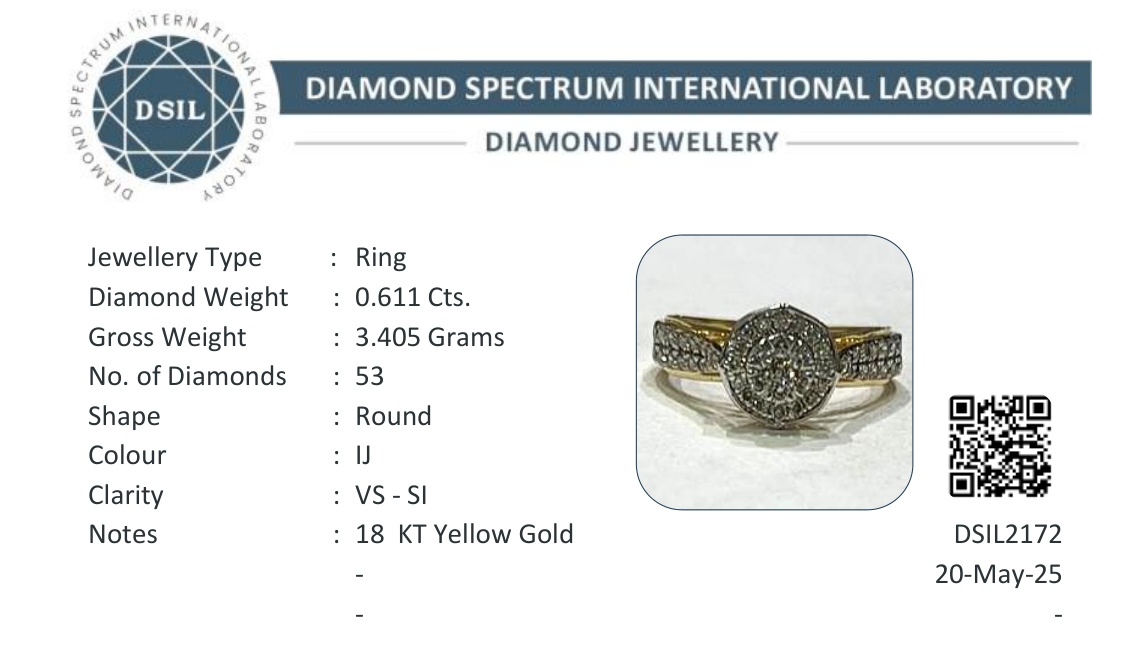 DIAMOND SPECTRUM INTERNATIONAL LABORATORY
DSIL
DIAMOND SPECTRUM INTERNATIONAL LABORATORY
DIAMOND JEWELLERY
Jewellery Type : Ring
Diamond Weight : 0.611 Cts.
Gross Weight : 3.405 Grams
No. of Diamonds : 53
Shape : Round
Colour : IJ
Clarity : VS - SI
Notes : 18 KT Yellow Gold
DSIL2172
-
20-May-25
-
-